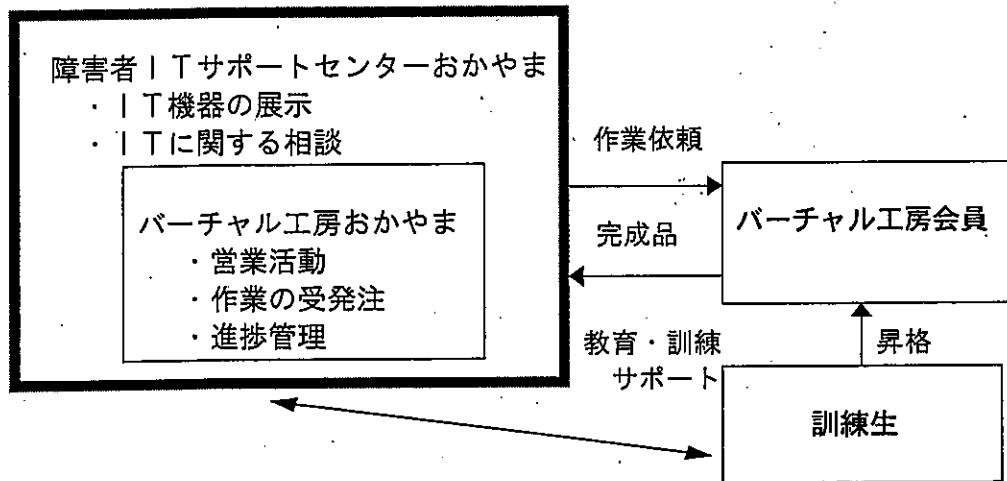 障害者ITサポートセンターおかやま
・IT機器の展示
・ITに関する相談
バーチャル工房おかやま
・営業活動
・作業の受発注
・進捗管理
作業依頼
完成品
バーチャル工房会員
教育・訓練
サポート
昇格
訓練生